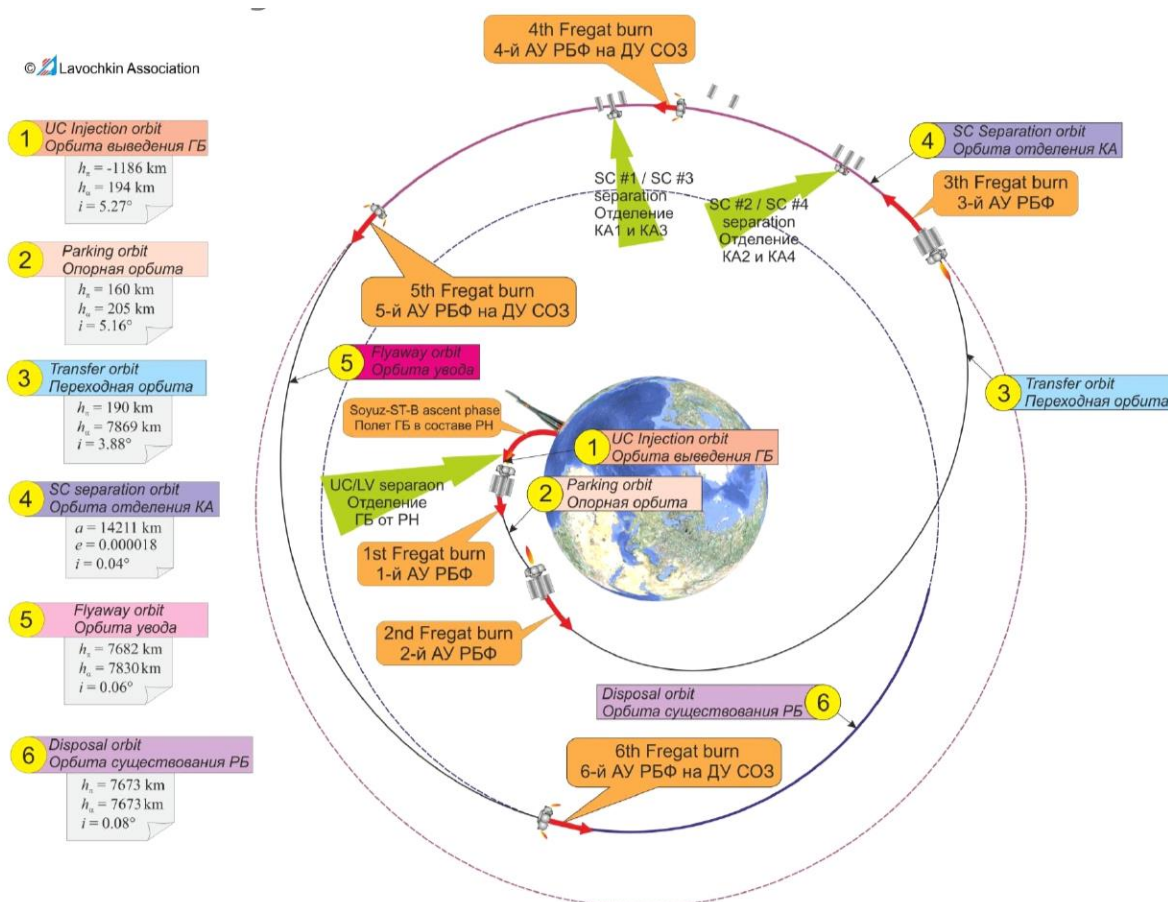 © Lavochkin Association
1
UC Injection orbit
Орбита выведения ГБ
hπ = -1186 km
hα = 194 km
i = 5.27°
2
Parking orbit
Опорная орбита
hπ = 160 km
hα = 205 km
i = 5.16°
3
Transfer orbit
Переходная орбита
hπ = 190 km
hα = 7869 km
i = 3.88°
4
SC separation orbit
Орбита отделения КА
a = 14211 km
e = 0.000018
i = 0.04°
5
Flyaway orbit
Орбита увода
hπ = 7682 km
hα = 7830 km
i = 0.06°
6
Disposal orbit
Орбита существования РБ
hπ = 7673 km
hα = 7673 km
i = 0.08°
4th Fregat burn
4-й АУ РБФ на ДУ СОЗ
4
SC Separation orbit
Орбита отделения КА
3th Fregat burn
3-й АУ РБФ
SC #1 / SC #3
separation
Отделение
КА1 и КА3
SC #2 / SC #4
separation
Отделение
КА2 и КА4
5th Fregat burn
5-й АУ РБФ на ДУ СОЗ
5
Flyaway orbit
Орбита увода
3
Transfer orbit
Переходная орбита
Soyuz-ST-B ascent phase
Полет ГБ в составе РН
1
UC Injection orbit
Орбита выведения ГБ
UC/LV separaon
Отделение
ГБ от РН
2
Parking orbit
Опорная орбита
1st Fregat burn
1-й АУ РБФ
2nd Fregat burn
2-й АУ РБФ
Disposal orbit
Орбита существования РБ
6
6th Fregat burn
6-й АУ РБФ на ДУ СОЗ